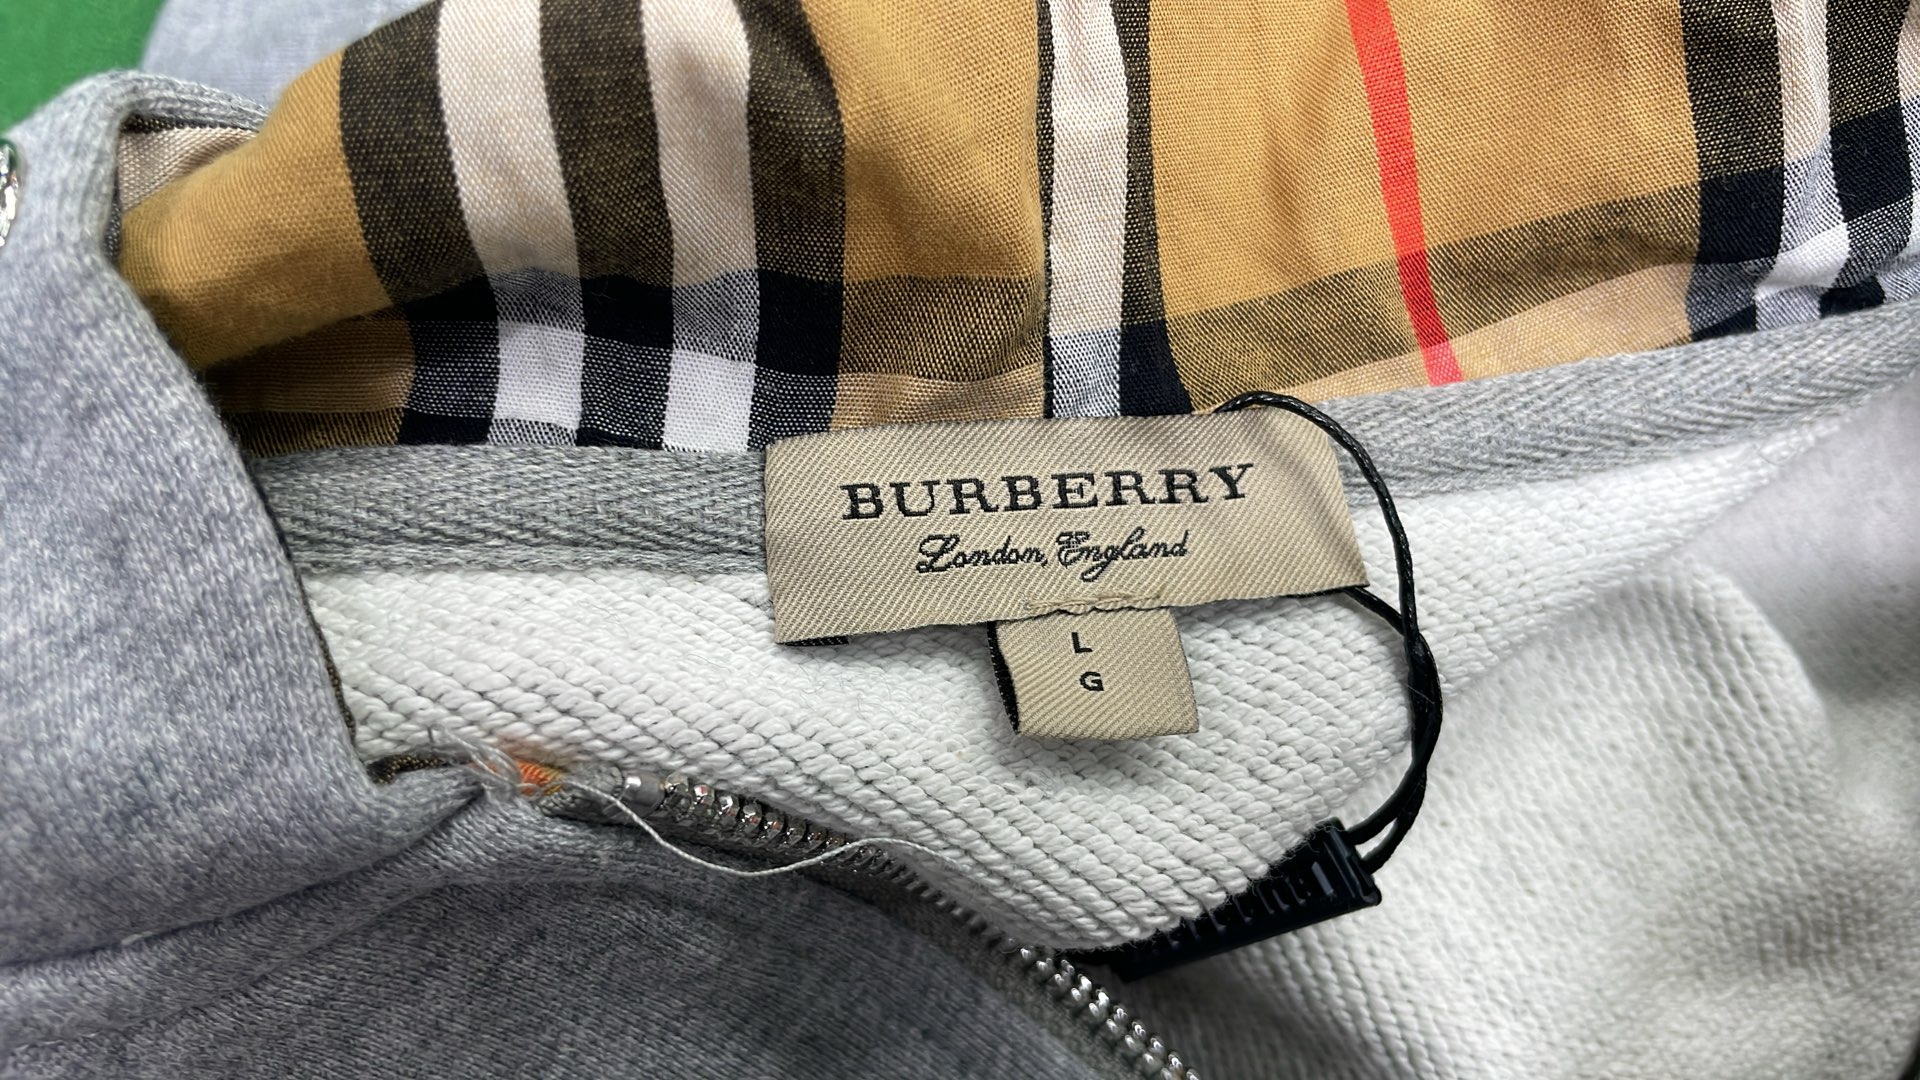 BURBERRY
London, England
L
G